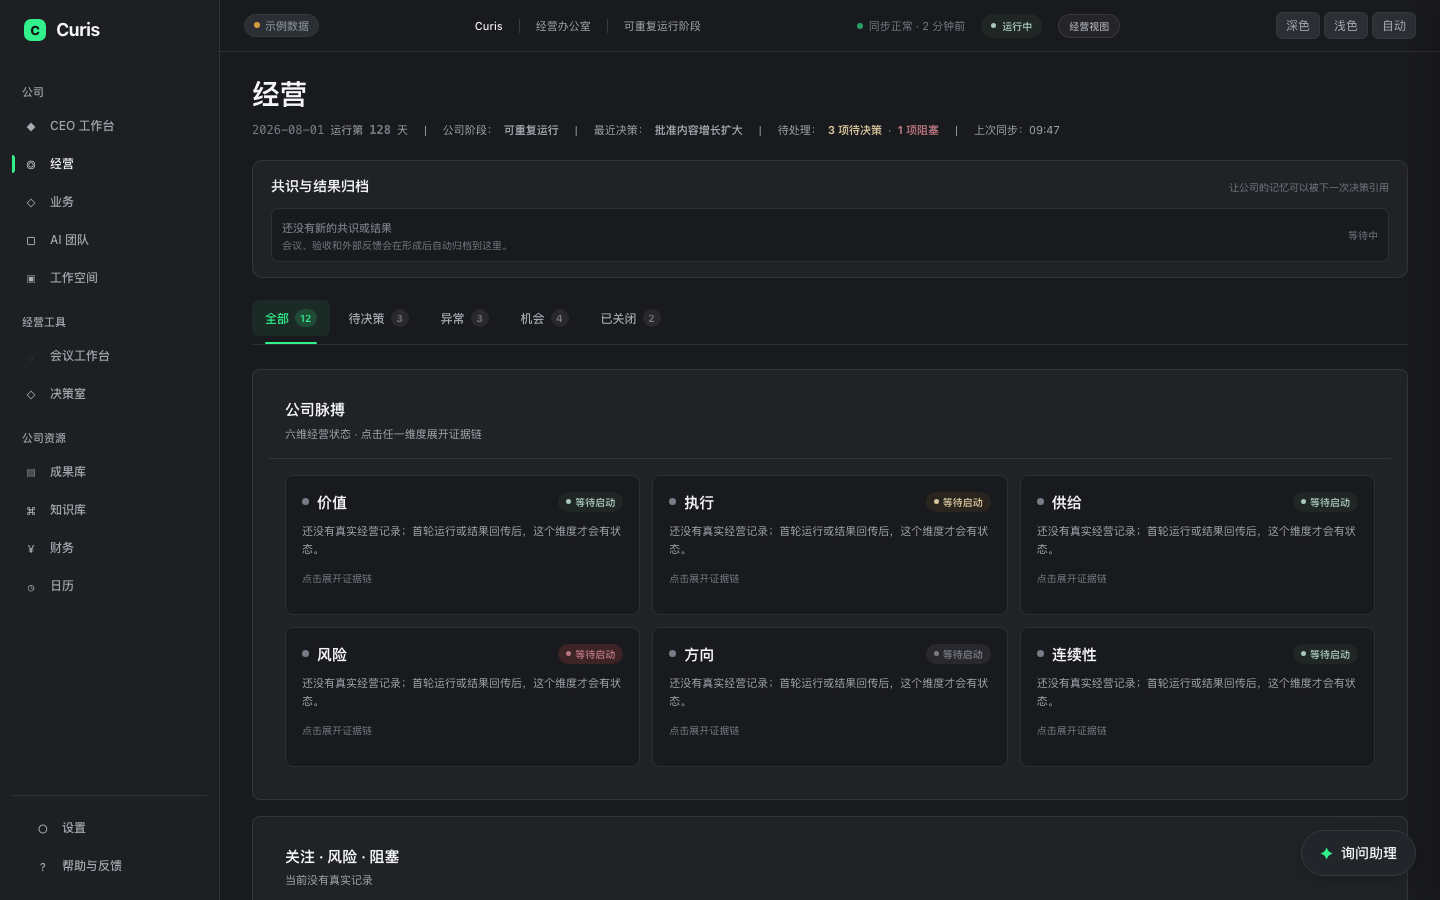 C Curis
示例数据
Curis
经营办公室
可重复运行阶段
同步正常 · 2 分钟前
运行中
经营视图
深色
浅色
自动
公司
CEO 工作台
经营
业务
AI 团队
工作空间
经营工具
会议工作台
决策室
公司资源
成果库
⌘ 知识库
¥ 财务
日历
设置
? 帮助与反馈
经营
2026-08-01 运行第 128 天 | 公司阶段： 可重复运行 | 最近决策： 批准内容增长扩大 | 待处理： 3 项待决策 · 1 项阻塞 | 上次同步：09:47
共识与结果归档
让公司的记忆可以被下一次决策引用
还没有新的共识或结果
会议、验收和外部反馈会在形成后自动归档到这里。
等待中
全部 12
待决策 3
异常 3
机会 4
已关闭 2
公司脉搏
六维经营状态 · 点击任一维度展开证据链
价值
等待启动
还没有真实经营记录；首轮运行或结果回传后，这个维度才会有状
态。
点击展开证据链
执行
等待启动
还没有真实经营记录；首轮运行或结果回传后，这个维度才会有状
态。
点击展开证据链
供给
等待启动
还没有真实经营记录；首轮运行或结果回传后，这个维度才会有状
态。
点击展开证据链
风险
等待启动
还没有真实经营记录；首轮运行或结果回传后，这个维度才会有状
态。
点击展开证据链
方向
等待启动
还没有真实经营记录；首轮运行或结果回传后，这个维度才会有状
态。
点击展开证据链
连续性
等待启动
还没有真实经营记录；首轮运行或结果回传后，这个维度才会有状
态。
点击展开证据链
关注 · 风险 · 阻塞
当前没有真实记录
询问助理